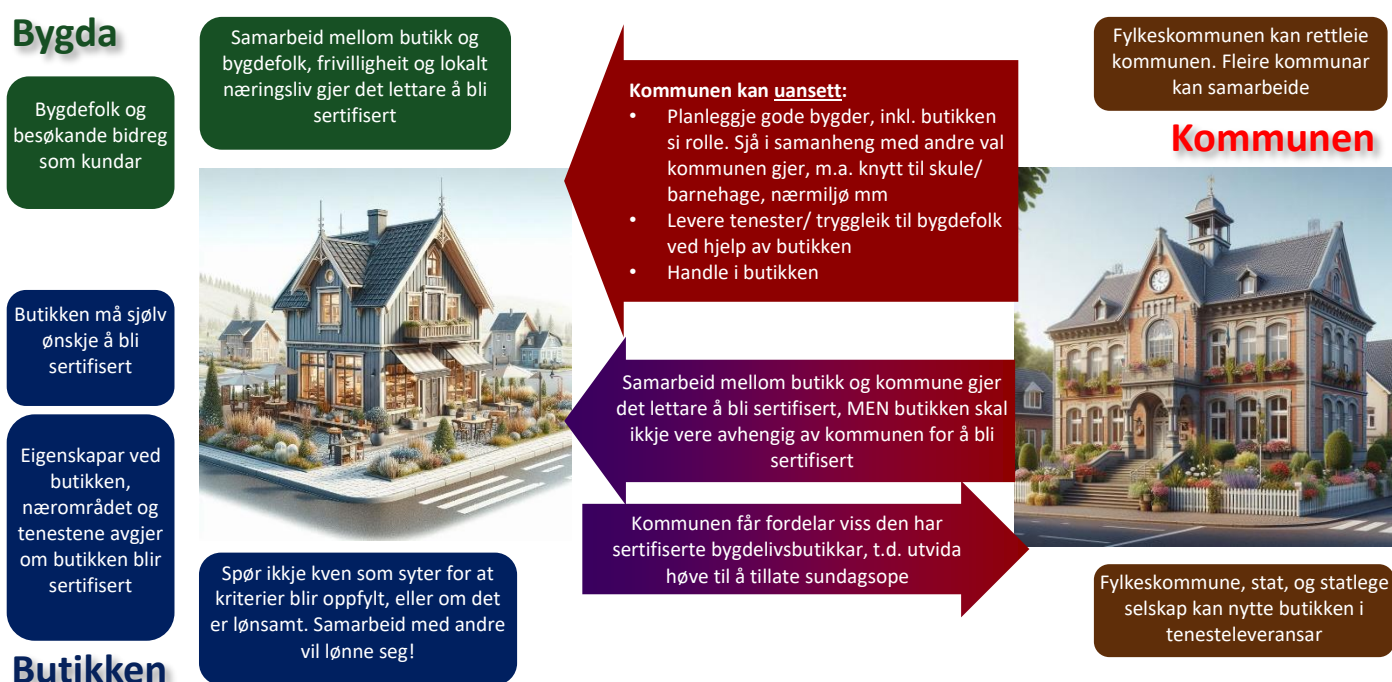 Bygda
Bygdefolk og
besøkande bidreg
som kundar
Samarbeid mellom butikk og
bygdefolk, frivilligheit og lokalt
næringsliv gjer det lettare å bli
sertifisert
Kommunen kan uansett:
• Planleggje gode bygder, inkl. butikken
si rolle. Sjå i samanheng med andre val
kommunen gjer, m.a. knytt til skule/
barnehage, nærmiljø mm
• Levere tenester/ tryggleik til bygdefolk
ved hjelp av butikken
• Handle i butikken
Fylkeskommunen kan rettleie
kommunen. Fleire kommunar
kan samarbeide
Kommunen
Butikken må sjølv
ønskje å bli
sertifisert
Eigenskapar ved
butikken,
nærområdet og
tenestene avgjer
om butikken blir
sertifisert
Butikken
Spør ikkje kven som syter for at
kriterier blir oppfylt, eller om det
er lønsamt. Samarbeid med andre
vil lønne seg!
Samarbeid mellom butikk og kommune gjer
det lettare å bli sertifisert, MEN butikken skal
ikkje vere avhengig av kommunen for å bli
sertifisert
Kommunen får fordelar viss den har
sertifiserte bygdelivsbutikkar, t.d. utvida
høve til å tillate sundagsope
Fylkeskommune, stat, og statlege
selskap kan nytte butikken i
tenesteleveransar